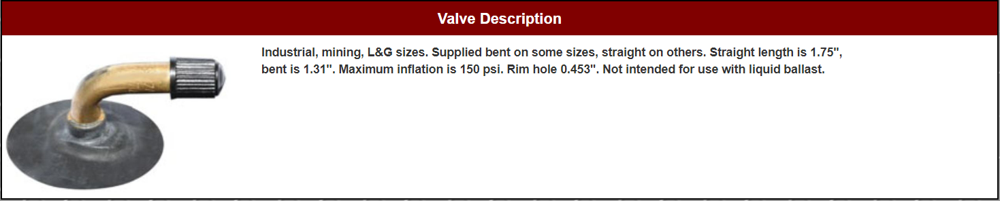 Valve Description
Industrial, mining, L&G sizes. Supplied bent on some sizes, straight on others. Straight length is 1.75",
bent is 1.31". Maximum inflation is 150 psi. Rim hole 0.453". Not intended for use with liquid ballast.